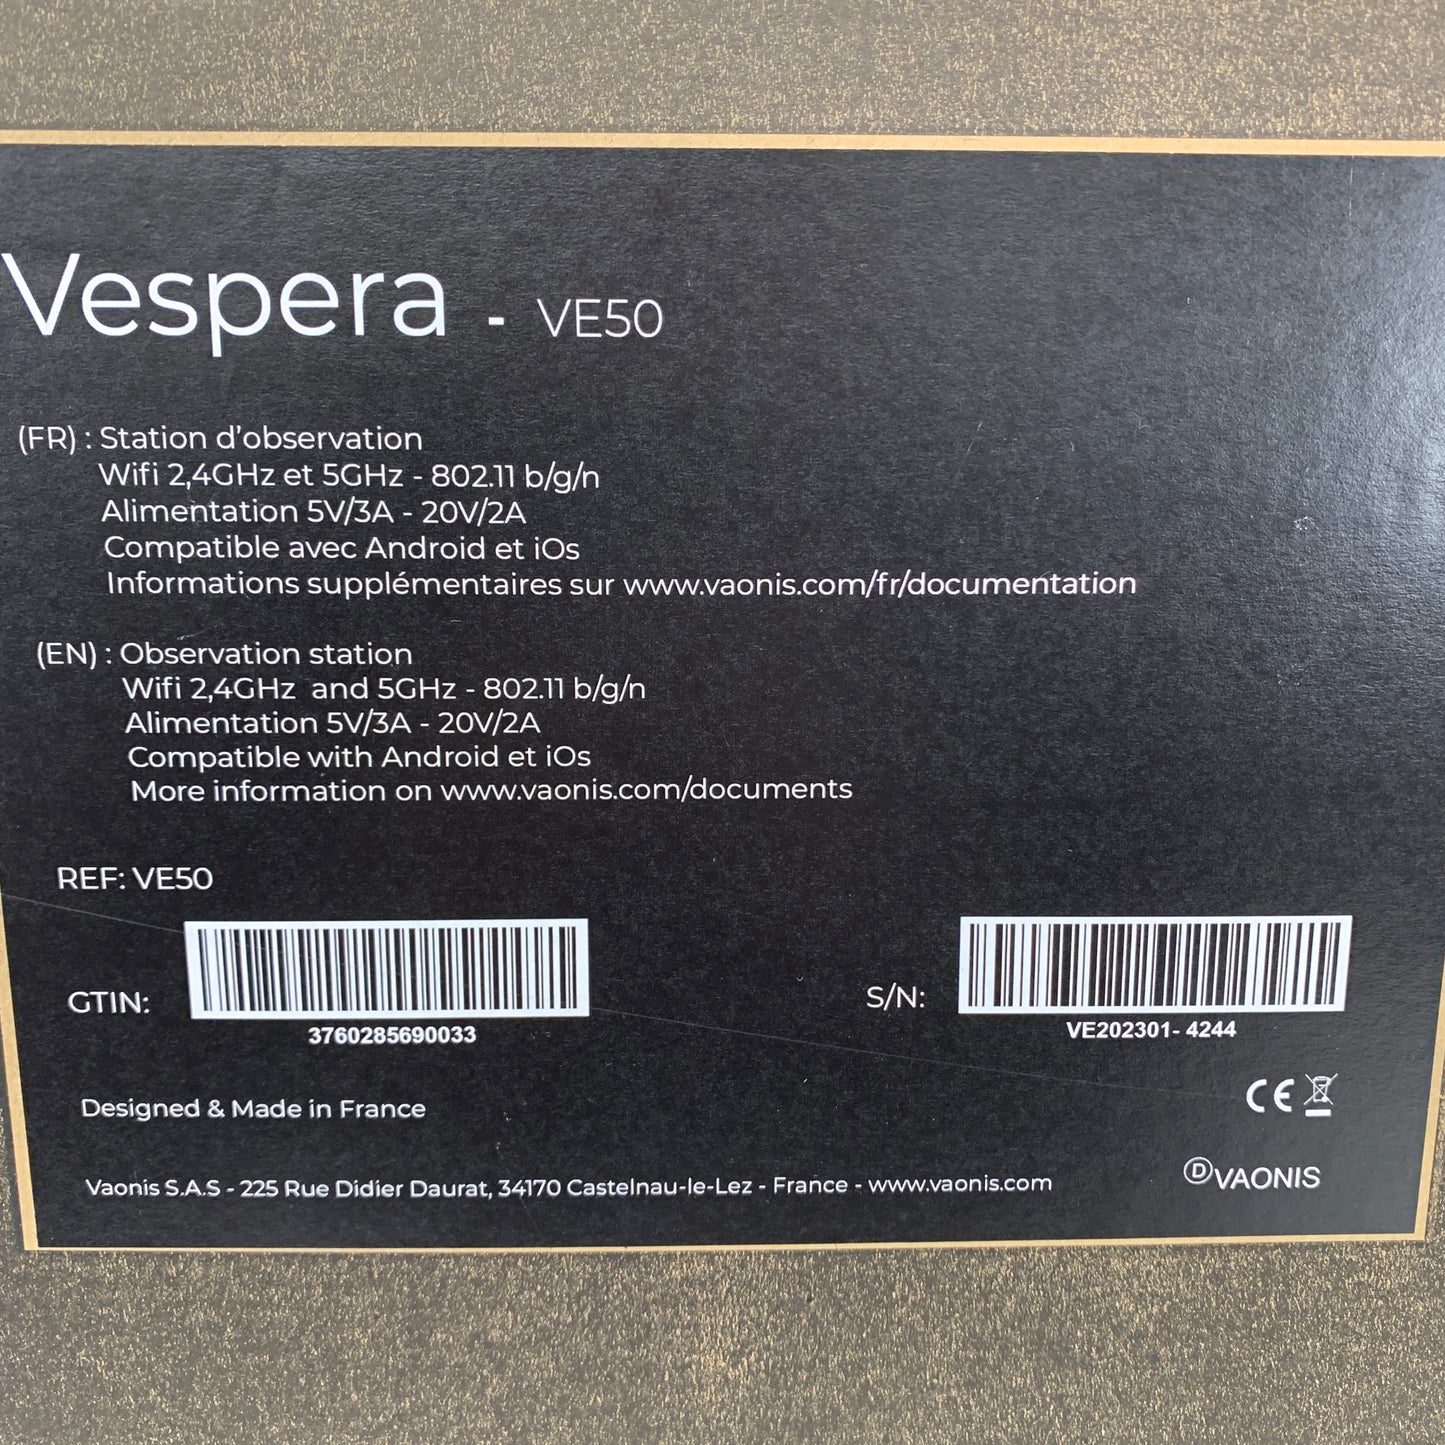 Vespera - VE50
(FR) : Station d'observation
Wifi 2,4GHz et 5GHz - 802.11 b/g/n
Alimentation 5V/3A - 20V/2A
Compatible avec Android et iOs
Informations supplémentaires sur www.vaonis.com/fr/documentation
(EN) : Observation station
Wifi 2,4GHz and 5GHz - 802.11 b/g/n
Alimentation 5V/3A - 20V/2A
Compatible with Android et iOs
More information on www.vaonis.com/documents
REF: VE50
GTIN:
3760285690033
S/N:
VE202301- 4244
CE
Designed & Made in France
Vaonis S.A.S - 225 Rue Didier Daurat, 34170 Castelnau-le-Lez - France - www.vaonis.com
Ⓓ VAONIS